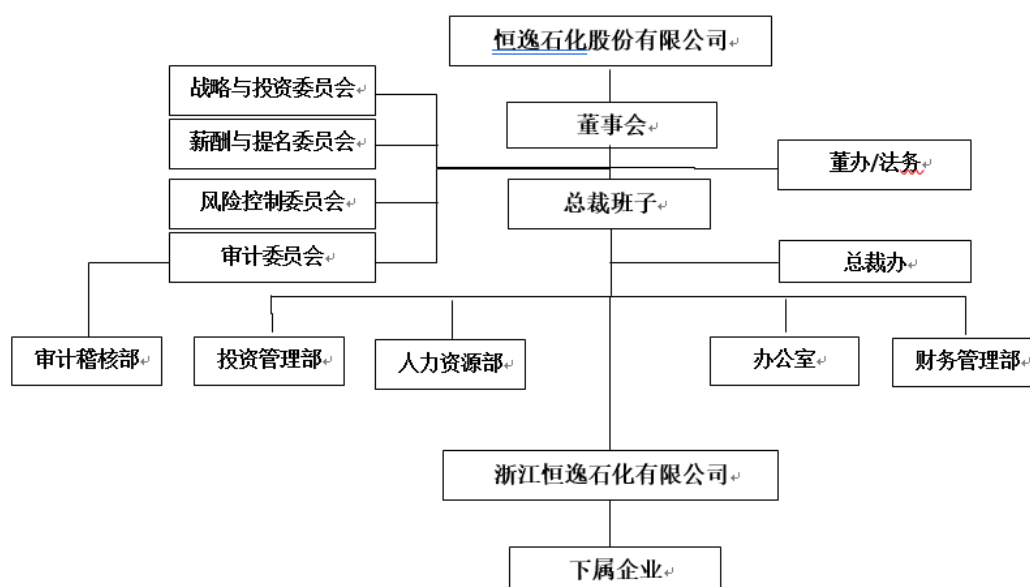 恒逸石化股份有限公司
战略与投资委员会
董事会
薪酬与提名委员会
董办/法务
风险控制委员会
总裁班子
审计委员会
总裁办
审计稽核部
投资管理部
人力资源部
办公室
财务管理部
浙江恒逸石化有限公司
下属企业